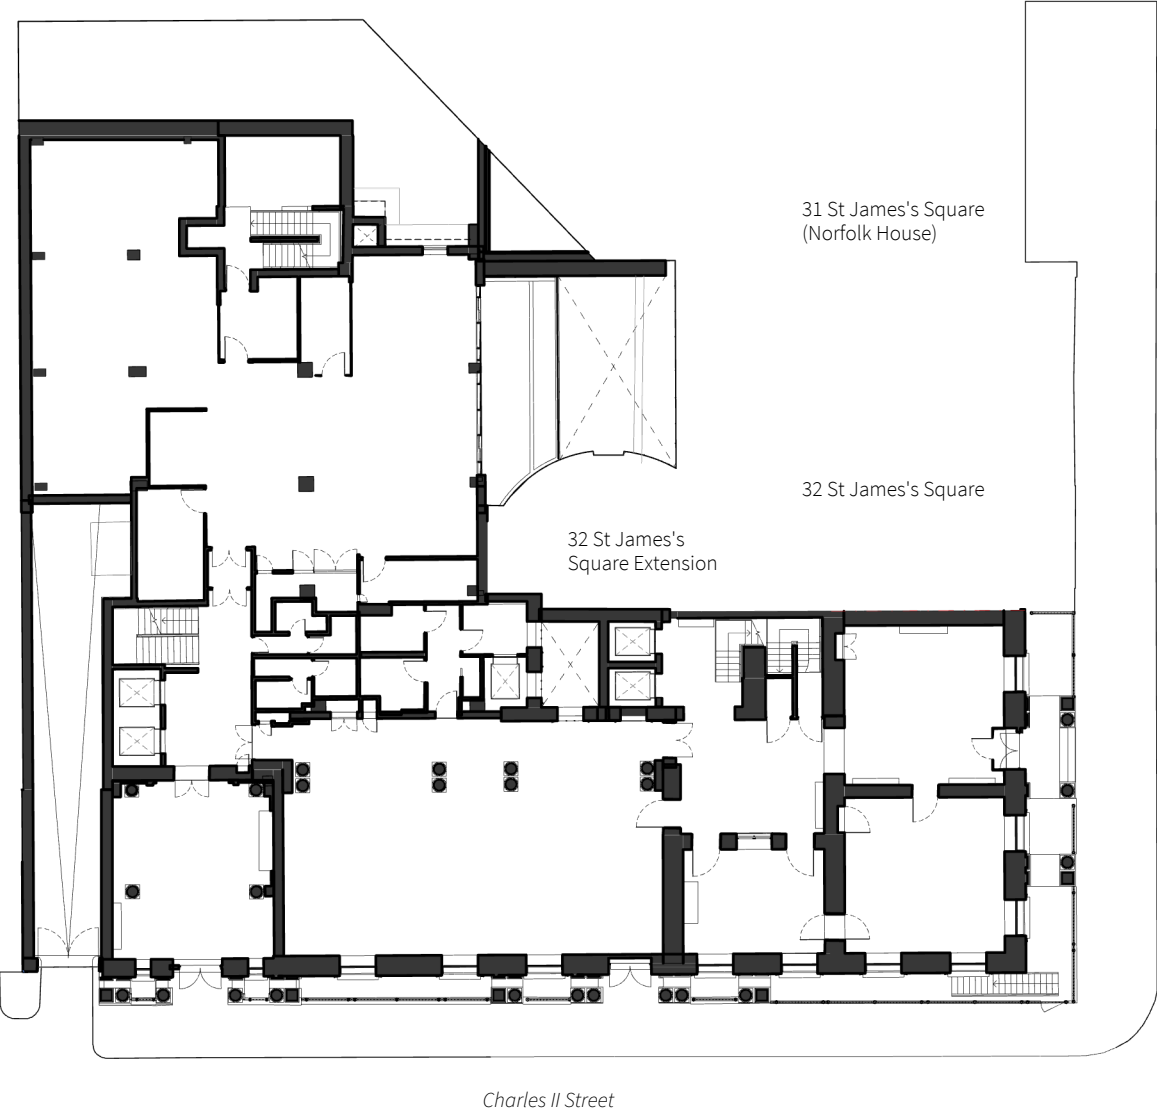 31 St James's Square
(Norfolk House)
32 St James's Square
32 St James's
Square Extension
Charles II Street